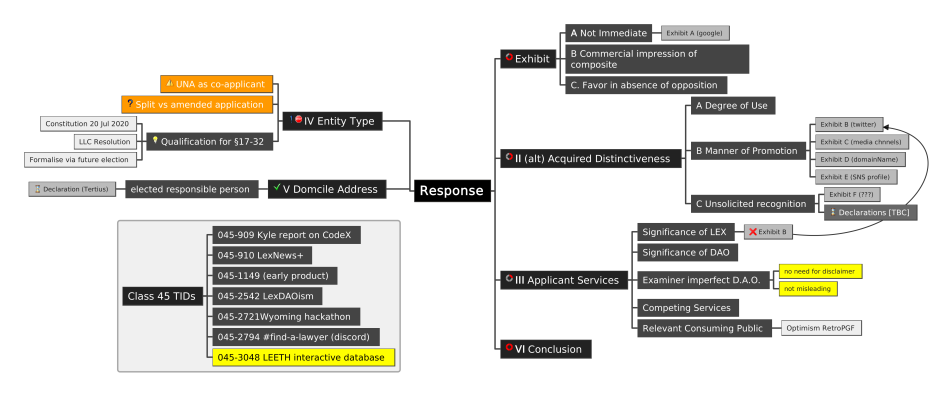 Response
Exhibit
A Not Immediate
Exhibit A (google)
B Commercial impression of
composite
C. Favor in absence of opposition
II (alt) Acquired Distinctiveness
A Degree of Use
B Manner of Promotion
Exhibit B (twitter)
Exhibit C (media chnnels)
Exhibit D (domainName)
Exhibit E (SNS profile)
C Unsolicited recognition
Exhibit F (???)
Declarations [TBC]
III Applicant Services
Significance of LEX
Exhibit B
Significance of DAO
Examiner imperfect D.A.O.
no need for disclaimer
not misleading
Competing Services
Relevant Consuming Public
Optimism RetroPGF
VI Conclusion
IV Entity Type
UNA as co-applicant
Split vs amended application
Qualification for §17-32
Constitution 20 Jul 2020
LLC Resolution
Formalise via future election
V Domcile Address
elected responsible person
Declaration (Tertius)
Class 45 TIDs
045-909 Kyle report on CodeX
045-910 LexNews+
045-1149 (early product)
045-2542 LexDAOism
045-2721Wyoming hackathon
045-2794 #find-a-lawyer (discord)
045-3048 LEETH interactive database